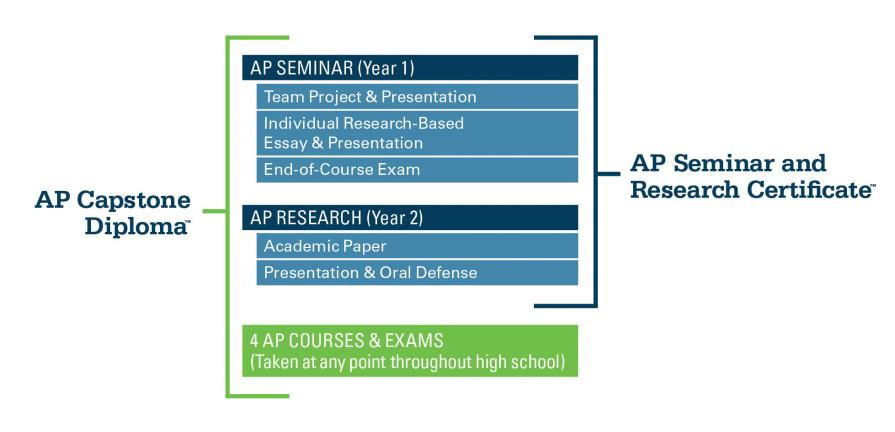 AP SEMINAR (Year 1)
Team Project & Presentation
Individual Research-Based
Essay & Presentation
End-of-Course Exam
AP Seminar and
Research Certificate™
AP Capstone
Diploma™
AP RESEARCH (Year 2)
Academic Paper
Presentation & Oral Defense
4 AP COURSES & EXAMS
(Taken at any point throughout high school)